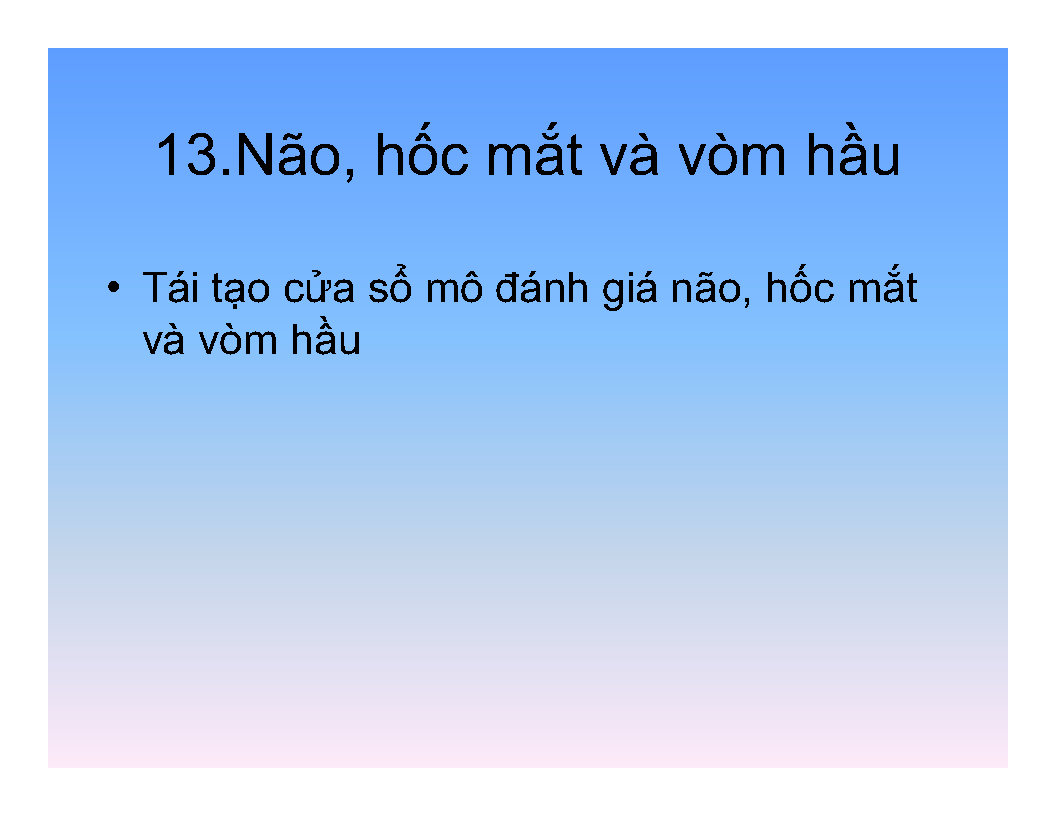 13.Não, hốc mắt và vòm hầu
• Tái tạo cửa sổ mô đánh giá não, hốc mắt
và vòm hầu